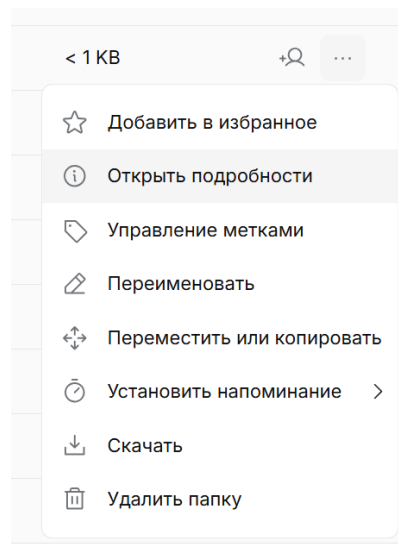 < 1 KB
Добавить в избранное
Открыть подробности
Управление метками
Переименовать
Переместить или копировать
Установить напоминание
Скачать
Удалить папку